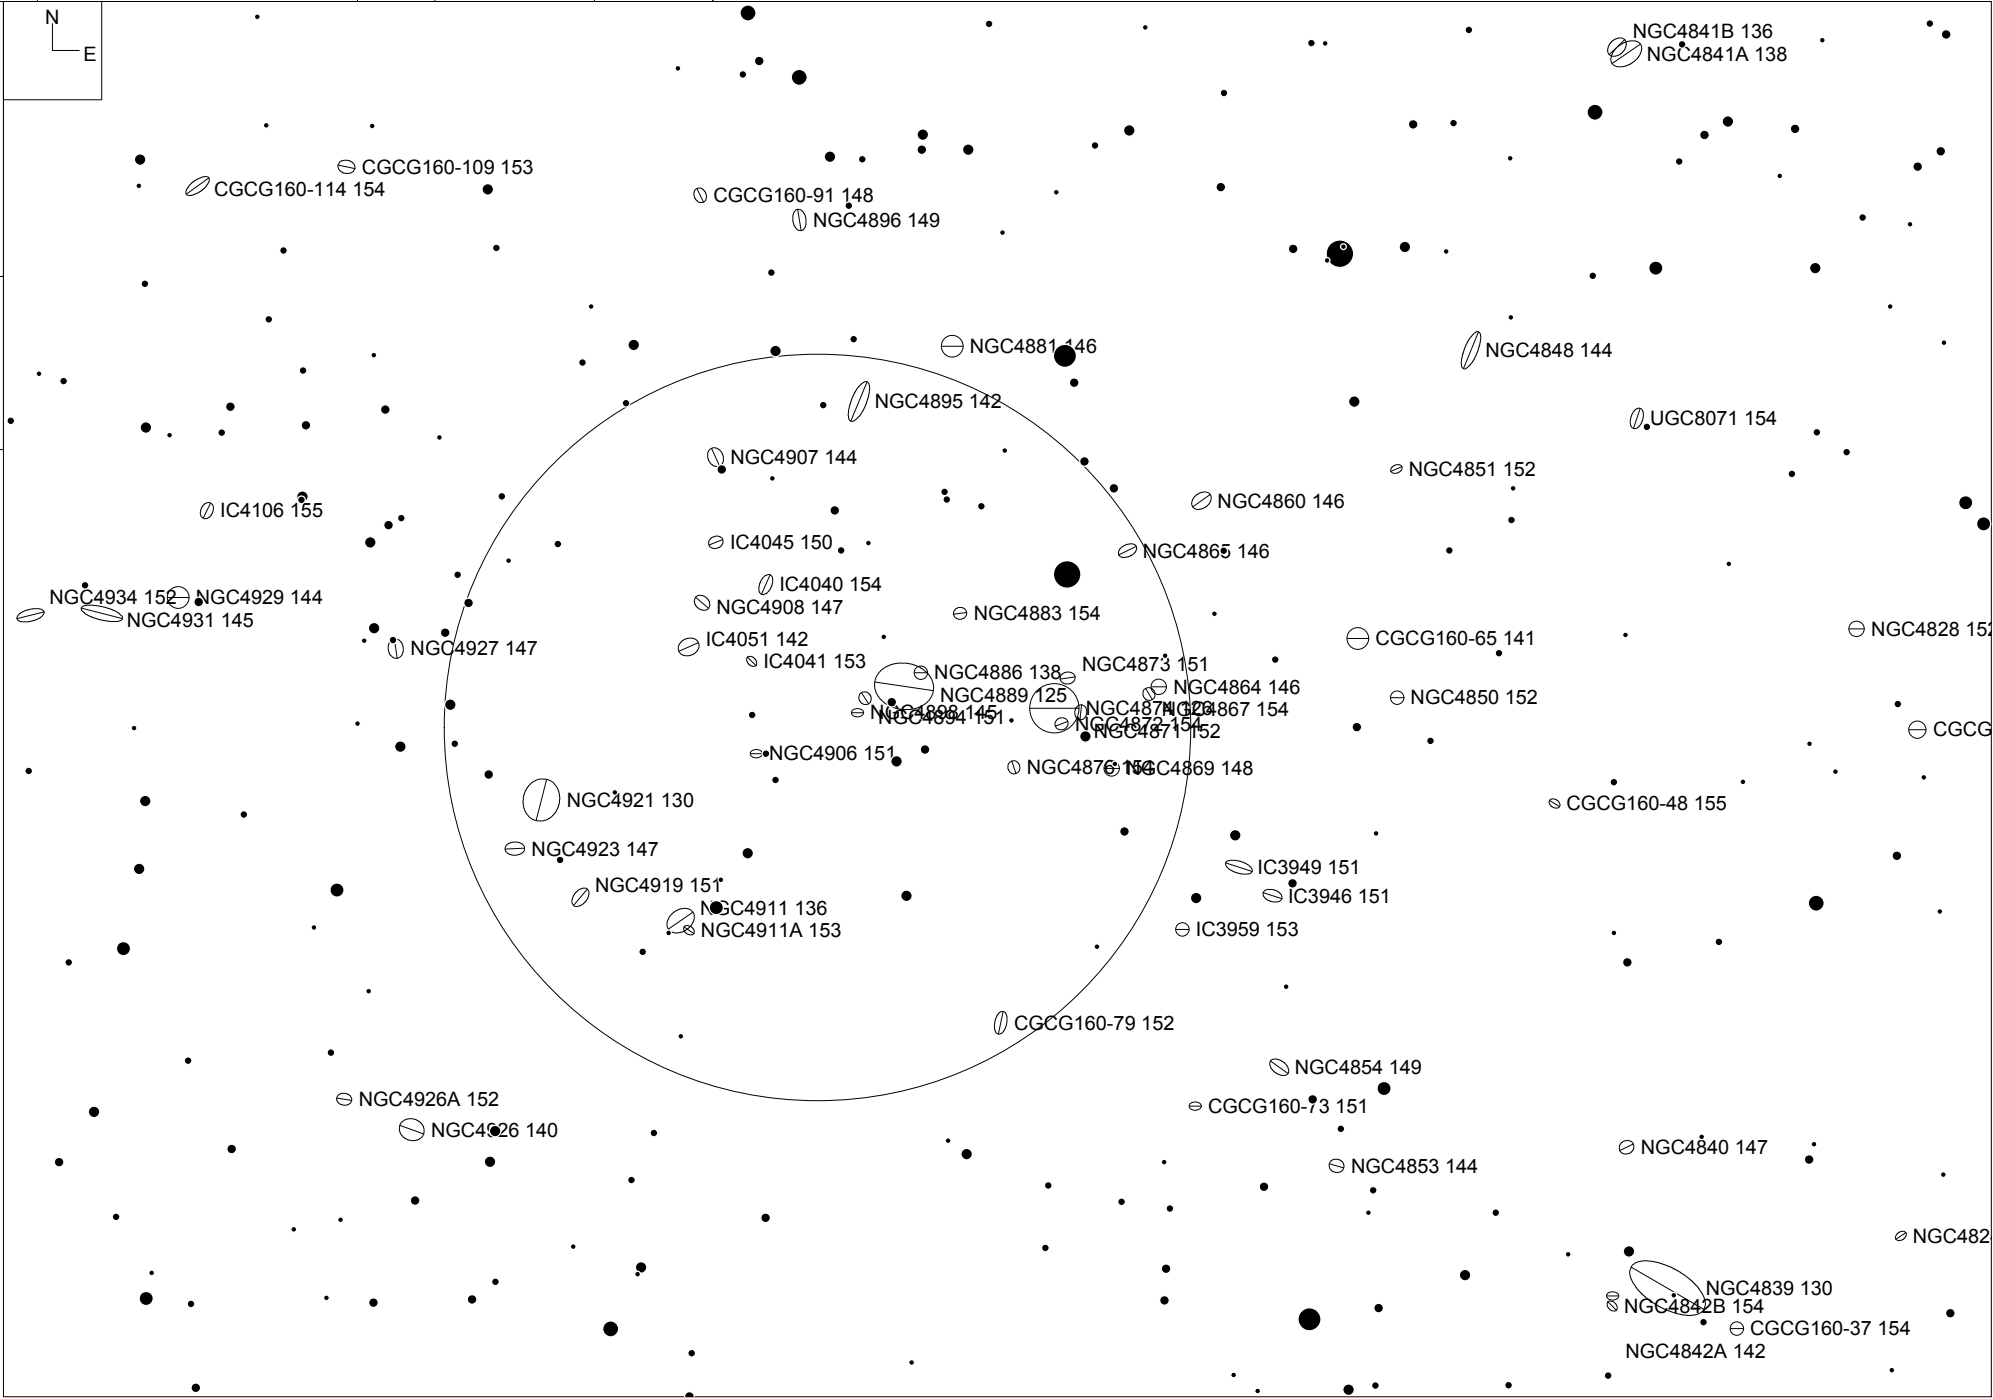 N
E
NGC4841B 136
NGC4841A 138
CGCG160-109 153
CGCG160-114 154
CGCG160-91 148
NGC4896 149
NGC4881 146
NGC4848 144
NGC4895 142
UGC8071 154
NGC4907 144
NGC4851 152
NGC4860 146
IC4106 155
IC4045 150
NGC4865 146
IC4040 154
NGC4934 152
NGC4929 144
NGC4908 147
NGC4883 154
NGC4931 145
NGC4828 152
IC4051 142
CGCG160-65 141
NGC4927 147
IC4041 153
NGC4873 151
NGC4886 138
NGC4864 146
NGC4889 125
NGC4850 152
NGC4874 126
NGC4867 154
NGC4898 145
NGC4894 151
NGC4872 154
NGC4871 152
CGCG
NGC4906 151
NGC4876 154
NGC4869 148
NGC4921 130
CGCG160-48 155
NGC4923 147
IC3949 151
NGC4919 151
IC3946 151
NGC4911 136
NGC4911A 153
IC3959 153
CGCG160-79 152
NGC4854 149
NGC4926A 152
CGCG160-73 151
NGC4926 140
NGC4840 147
NGC4853 144
NGC482
NGC4839 130
NGC4842B 154
CGCG160-37 154
NGC4842A 142